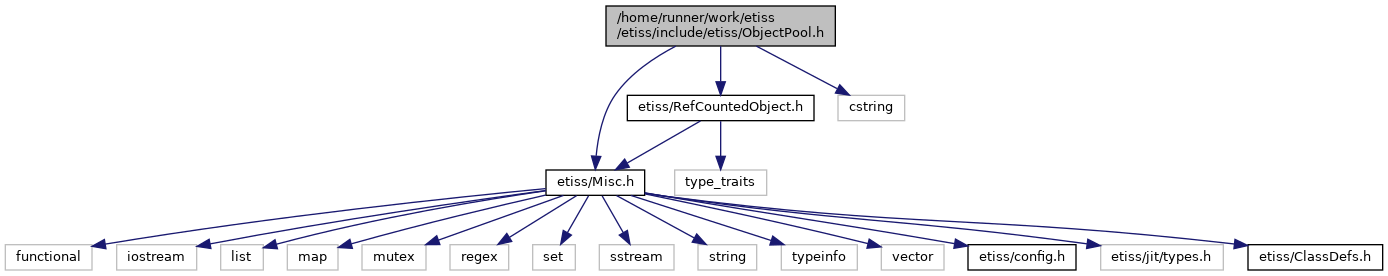 /home/runner/work/etiss
/etiss/include/etiss/ObjectPool.h
etiss/RefCountedObject.h
cstring
etiss/Misc.h
type_traits
functional
iostream
list
map
mutex
regex
set
sstream
string
typeinfo
vector
etiss/config.h
etiss/jit/types.h
etiss/ClassDefs.h